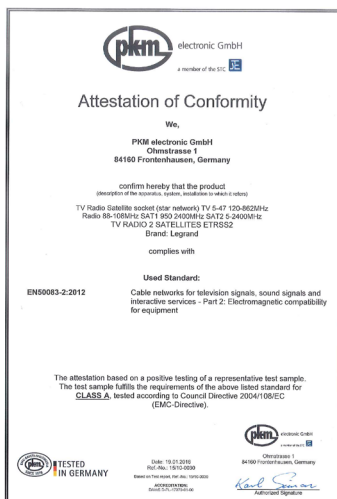 pkm electronic GmbH
a member of the STC
Attestation of Conformity
We,
PKM electronic GmbH
Ohmstrasse 1
84160 Frontenhausen, Germany
confirm hereby that the product
(description of the apparatus, system, installation to which it refers)
TV Radio Satellite socket (star network) TV 5-47 120-862MHz
Radio 88-108MHz SAT1 950 2400MHz SAT2 5-2400MHz
TV RADIO 2 SATELLITES ETRSS2
Brand: Legrand
complies with
Used Standard:
EN50083-2:2012 Cable networks for television signals, sound signals and
interactive services - Part 2: Electromagnetic compatibility
for equipment
The attestation based on a positive testing of a representative test sample.
The test sample fulfills the requirements of the above listed standard for
CLASS A, tested according to Council Directive 2004/108/EC
(EMC-Directive).
pkm electronic GmbH
pkm TESTED
IN GERMANY
Date: 19.01.2016
Ref.-No.: 15/10-0030
ACCREDITATION:
Ohmstrasse 1
84160 Frontenhausen, Germany
Authorized Signature